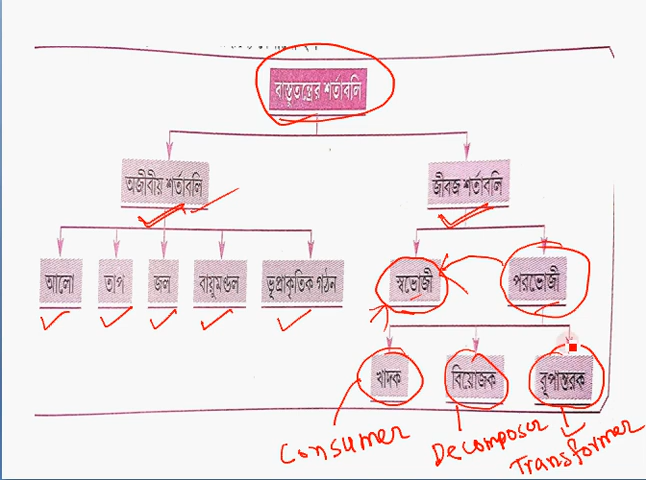 বাস্তুতন্ত্রের শর্তাবলি
অজীবীয় শর্তাবলি
জীবজ শর্তাবলি
আলো
তাপ
জল
বায়ুমণ্ডল
ভূপ্রাকৃতিক গঠন
স্বভোজী
পরভোজী
খাদক
বিয়োজক
রূপান্তরক
Consumer
Decomposer
Transformer